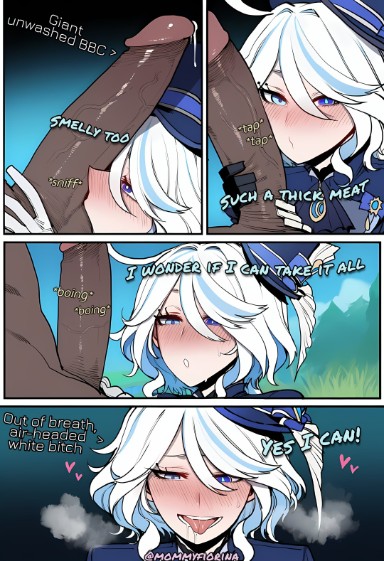 Giant
unwashed BBC >
SMELLY TOO
*sniff*
*tap*
*tap*
SUCH A THICK MEAT
I WONDER IF I CAN TAKE IT ALL
*boing*
*boing*
Out of breath,
air-headed >
white bitch
YES I CAN!
@MOMMYFIORINA